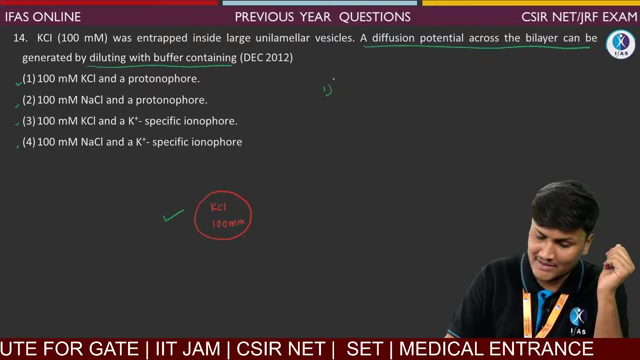 IFAS ONLINE PREVIOUS YEAR QUESTIONS CSIR NET/JRF EXAM
14. KCl (100 mM) was entrapped inside large unilamellar vesicles. A diffusion potential across the bilayer can be
generated by diluting with buffer containing (DEC 2012)
(1) 100 mM KCl and a protonophore.
(2) 100 mM NaCl and a protonophore.
(3) 100 mM KCl and a K+- specific ionophore.
(4) 100 mM NaCl and a K+- specific ionophore
1)
KCl
100mm
IFAS
IFAS
UTE FOR GATE | IIT JAM | CSIR NET | SET | MEDICAL ENTRANCE